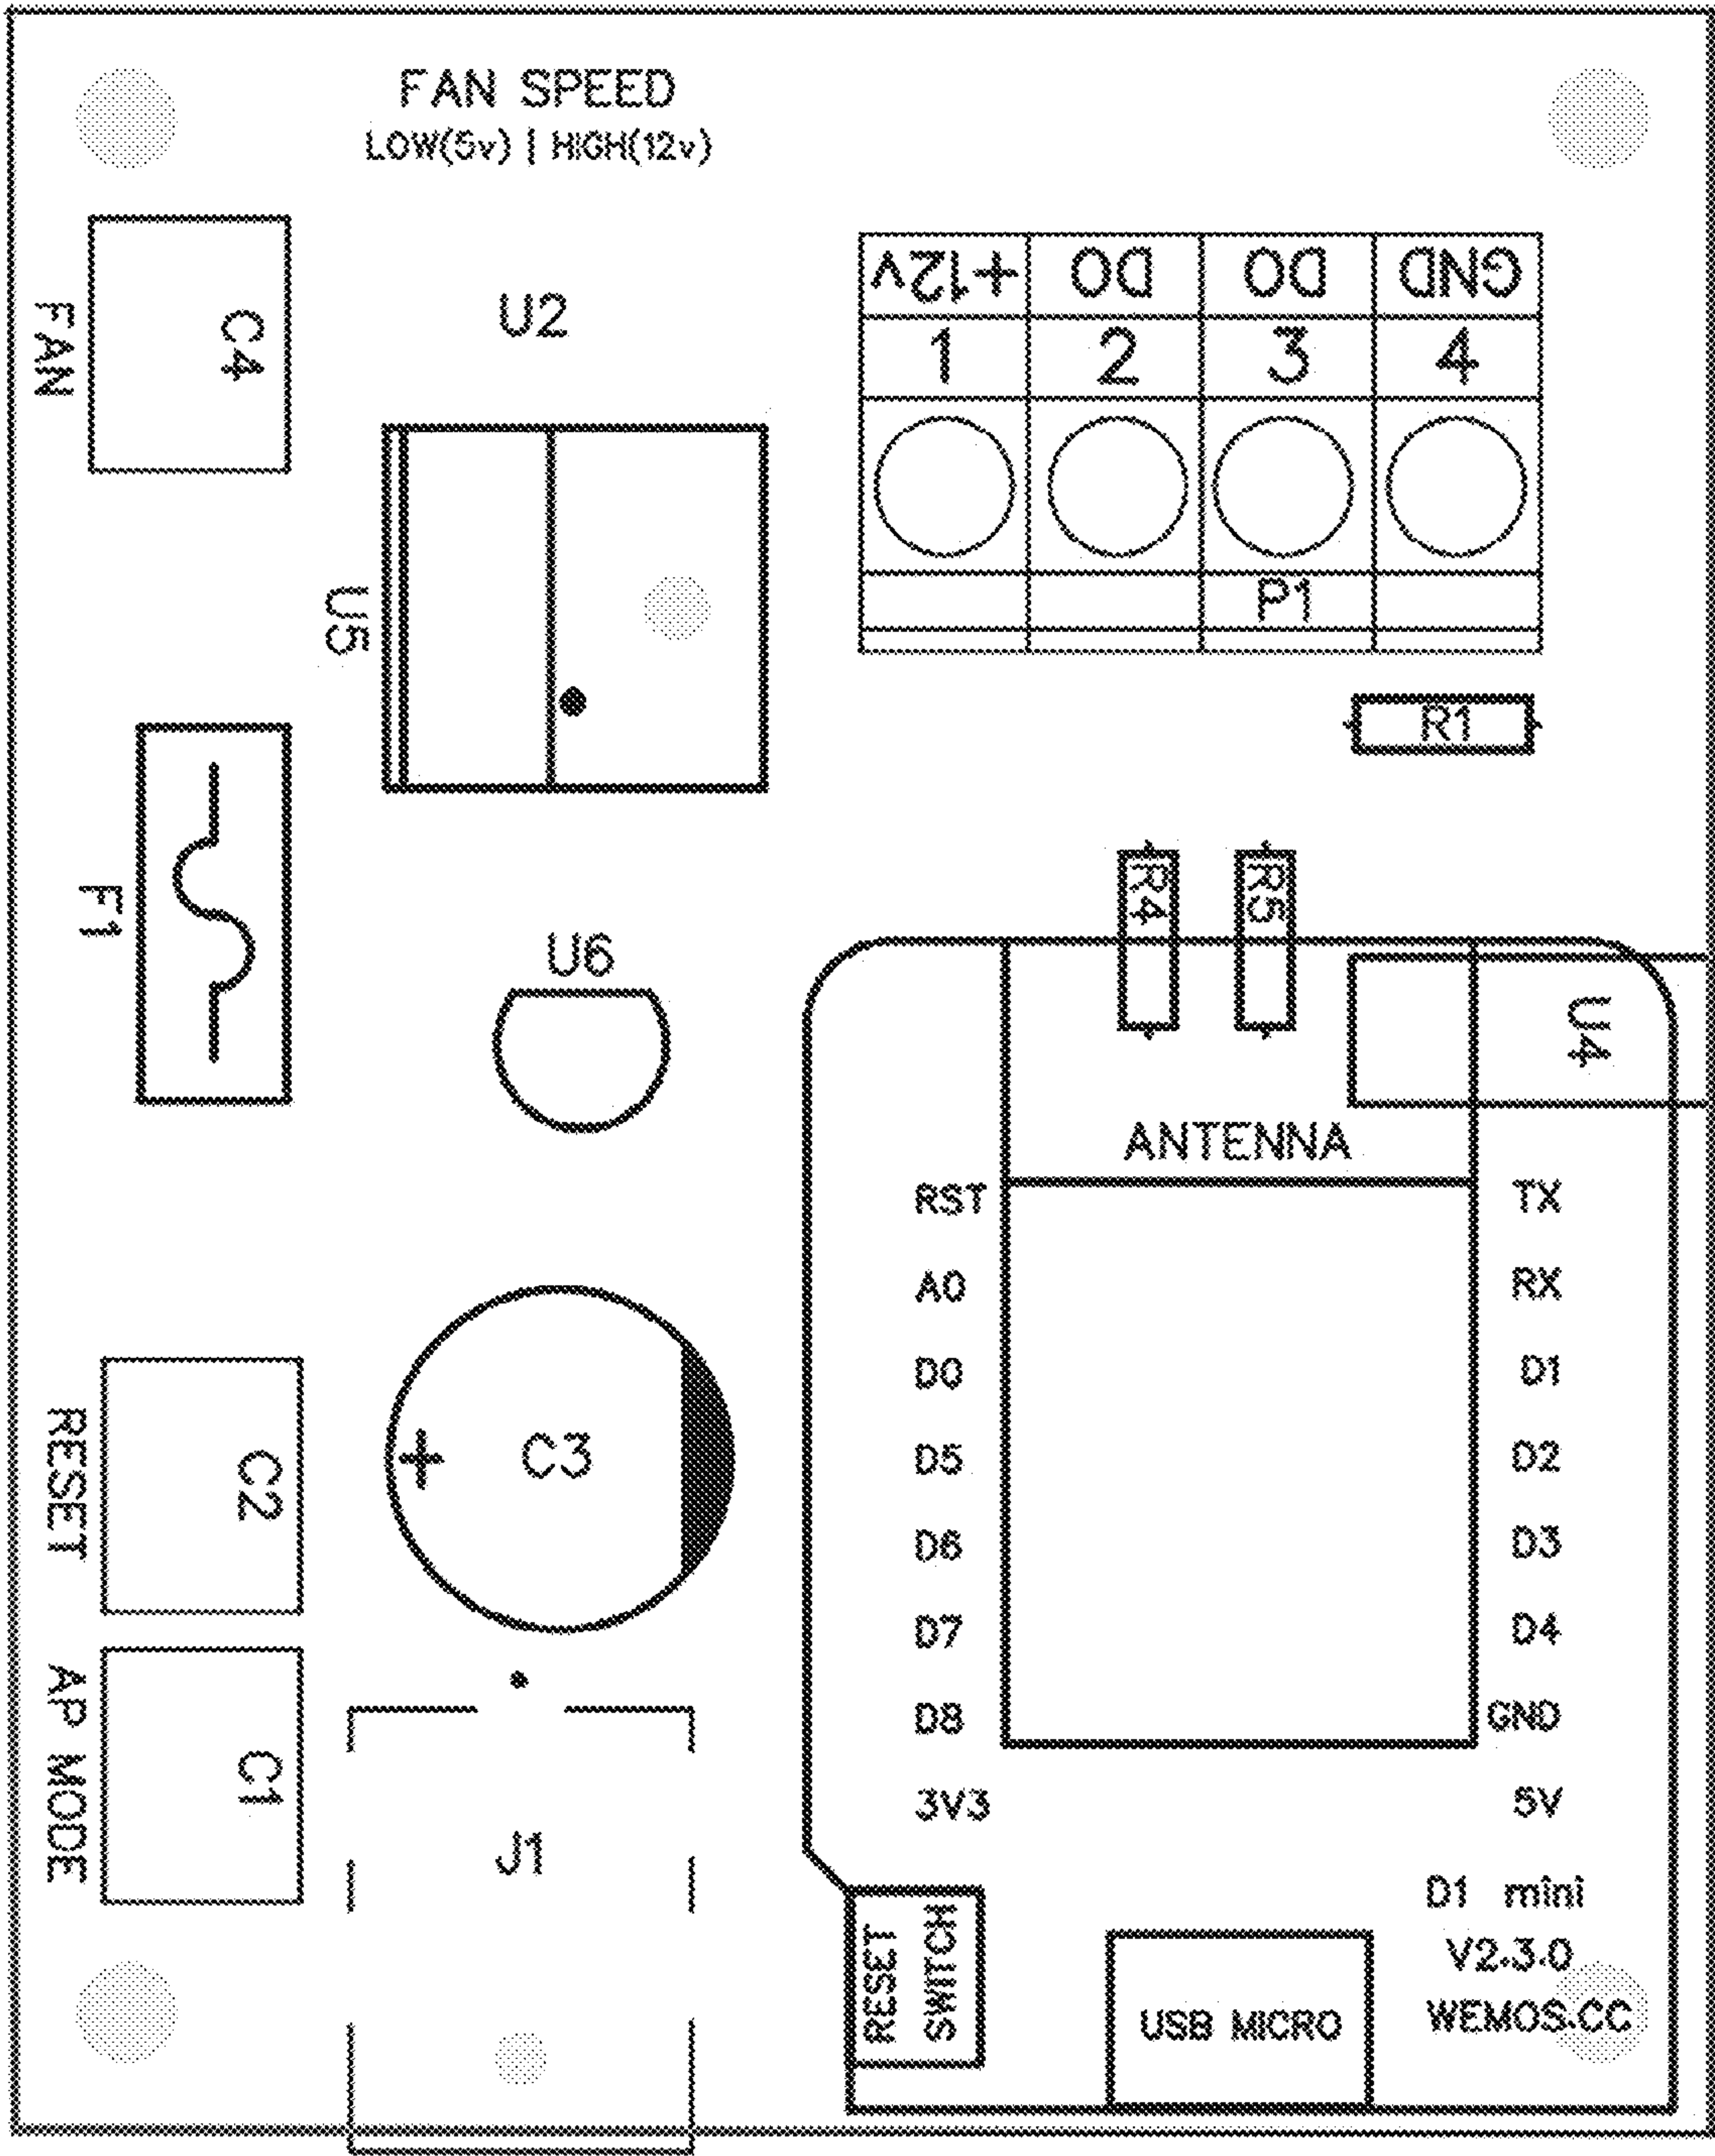 FAN SPEED
LOW(5v) | HIGH(12v)
FAN
C4
U2
+12v DO DO GND
1 2 3 4
P1
U5
R1
F1
R4 R5
U6
U4
ANTENNA
RST TX
A0 RX
D0 D1
D5 D2
D6 D3
D7 D4
D8 GND
3V3 5V
RESET
C2
+ C3
AP MODE
C1
J1
D1 mini
V2.3.0
WEMOS.CC
RESET
SWITCH
USB MICRO